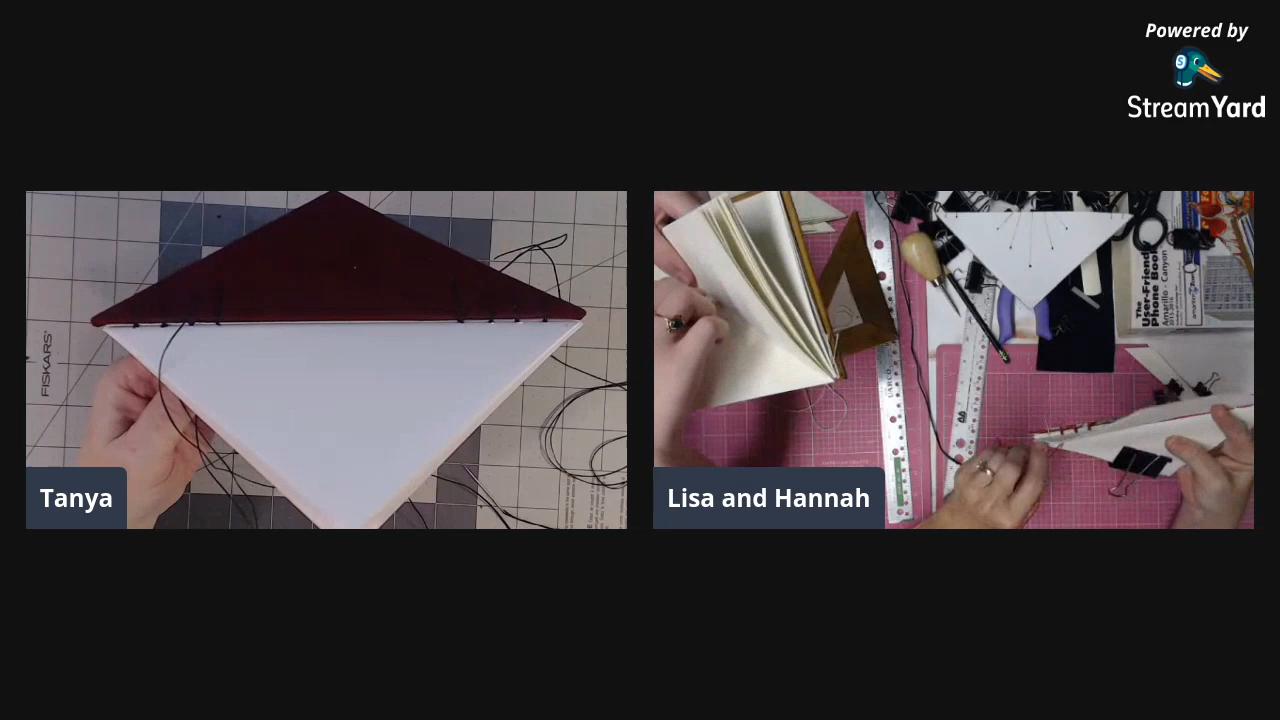 Powered by
StreamYard
FISKARS®
Tanya
Lisa and Hannah
The
User-Friendly
Phone Book
Amarillo - Canyon